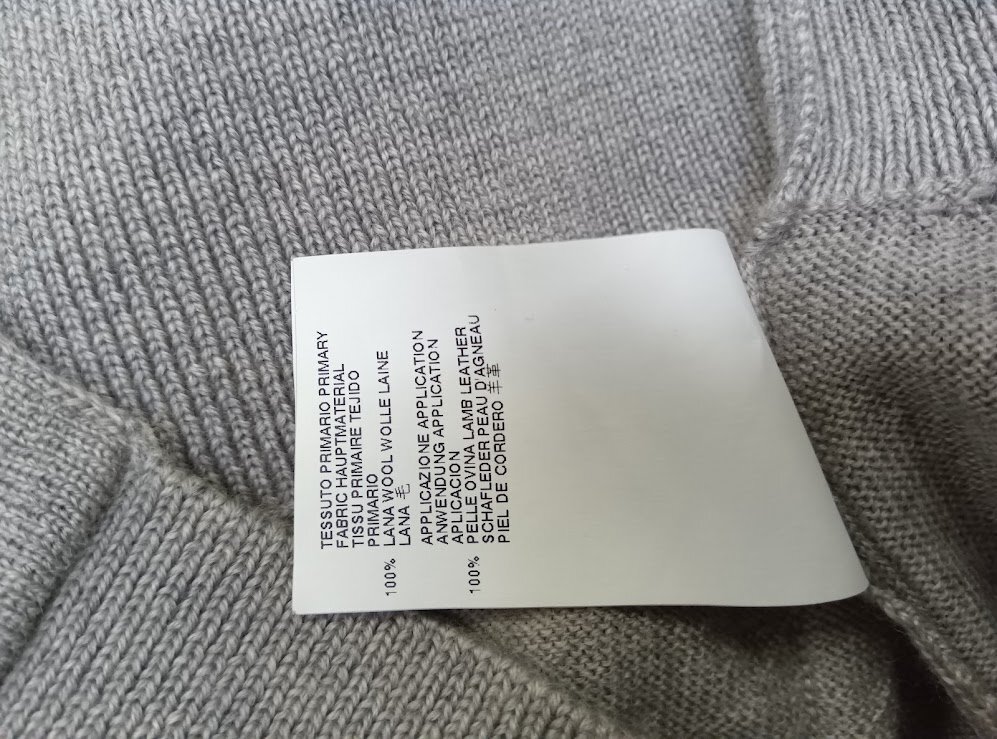 TESSUTO PRIMARIO PRIMARY
FABRIC HAUPTMATERIAL
TISSU PRIMAIRE TEJIDO
PRIMARIO
100% LANA WOOL WOLLE LAINE
LANA 毛
APPLICAZIONE APPLICATION
ANWENDUNG APPLICATION
APLICACION
100% PELLE OVINA LAMB LEATHER
SCHAFLEDER PEAU D'AGNEAU
PIEL DE CORDERO 羊革